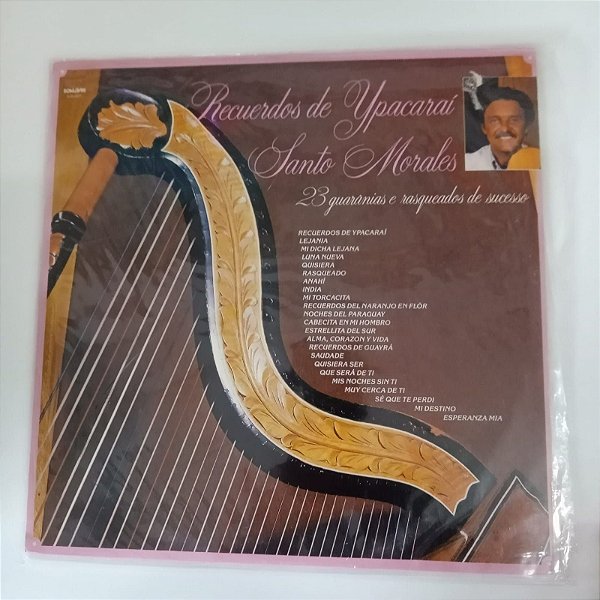 Recuerdos de Ypacaraí
Santo Morales
23 guarânias e rasqueados de sucesso
RECUERDOS DE YPACARAÍ
LEJANIA
MI DICHA LEJANA
LUNA NUEVA
QUISIERA
RASQUEADO
ANAHÍ
INDIA
MI TORCACITA
RECUERDOS DEL NARANJO EN FLÔR
NOCHES DEL PARAGUAY
CABECITA EN MI HOMBRO
ESTRELLITA DEL SUR
ALMA, CORAZON Y VIDA
RECUERDOS DE GUAYRÁ
SAUDADE
QUISIERA SER
QUE SERÁ DE TI
MIS NOCHES SIN TI
MUY CERCA DE TI
SÉ QUE TE PERDI
MI DESTINO
ESPERANZA MIA